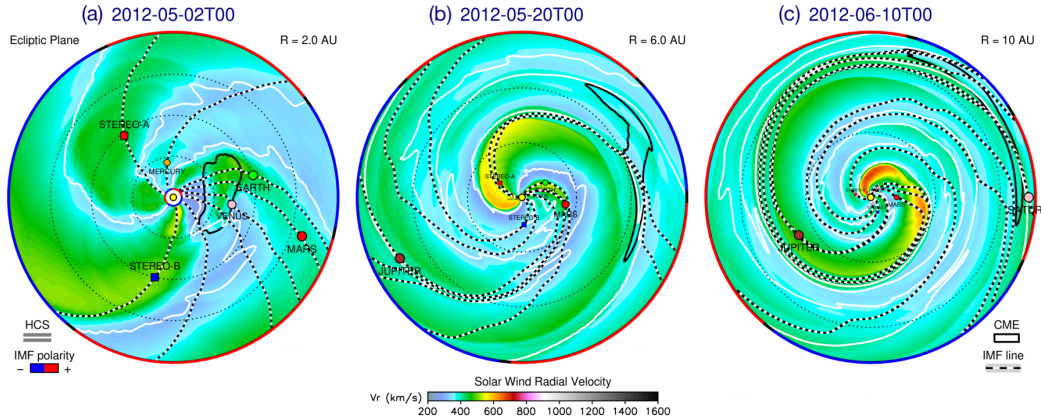 (a) 2012-05-02T00
(b) 2012-05-20T00
(c) 2012-06-10T00
Ecliptic Plane
R = 2.0 AU
R = 6.0 AU
R = 10 AU
STEREO-A
MERCURY
EARTH
VENUS
MARS
STEREO-B
STEREO-A
STEREO-B
MARS
JUPITER
MARS
JUPITER
HCS
IMF polarity
- +
CME
IMF line
Solar Wind Radial Velocity
Vr (km/s)
200 400 600 800 1000 1200 1400 1600